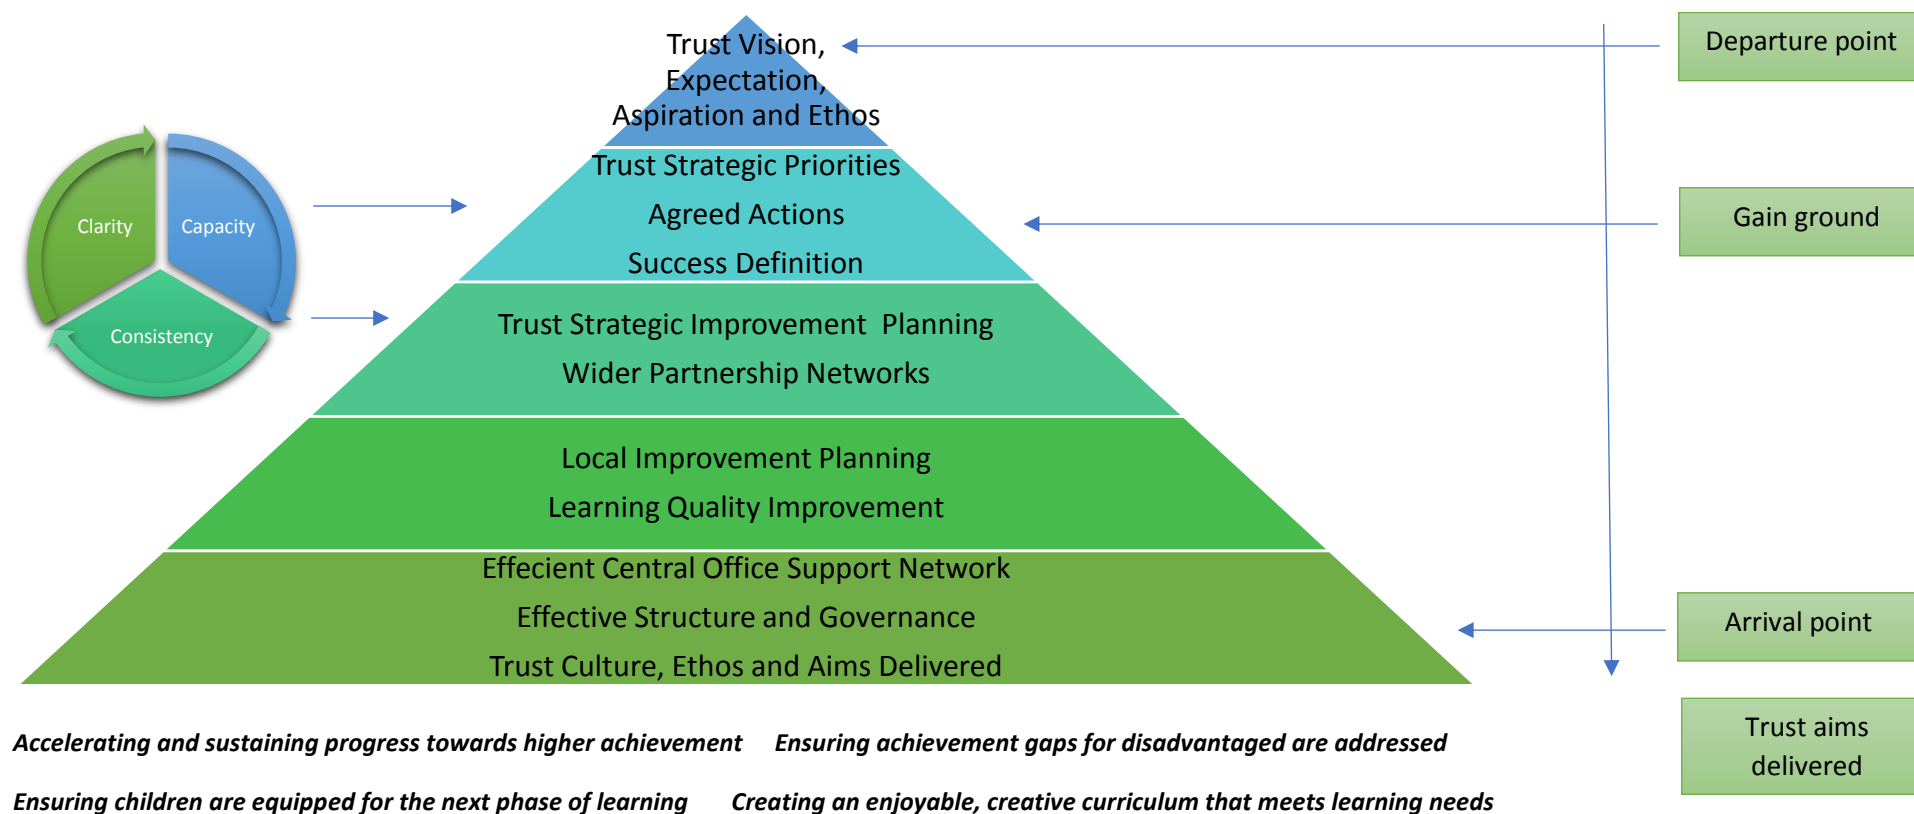 Trust Vision,
Expectation,
Aspiration and Ethos
Trust Strategic Priorities
Agreed Actions
Success Definition
Trust Strategic Improvement  Planning
Wider Partnership Networks
Local Improvement Planning
Learning Quality Improvement
Effecient Central Office Support Network
Effective Structure and Governance
Trust Culture, Ethos and Aims Delivered
Clarity
Capacity
Consistency
Departure point
Gain ground
Arrival point
Trust aims
delivered
Accelerating and sustaining progress towards higher achievement Ensuring achievement gaps for disadvantaged are addressed
Ensuring children are equipped for the next phase of learning Creating an enjoyable, creative curriculum that meets learning needs